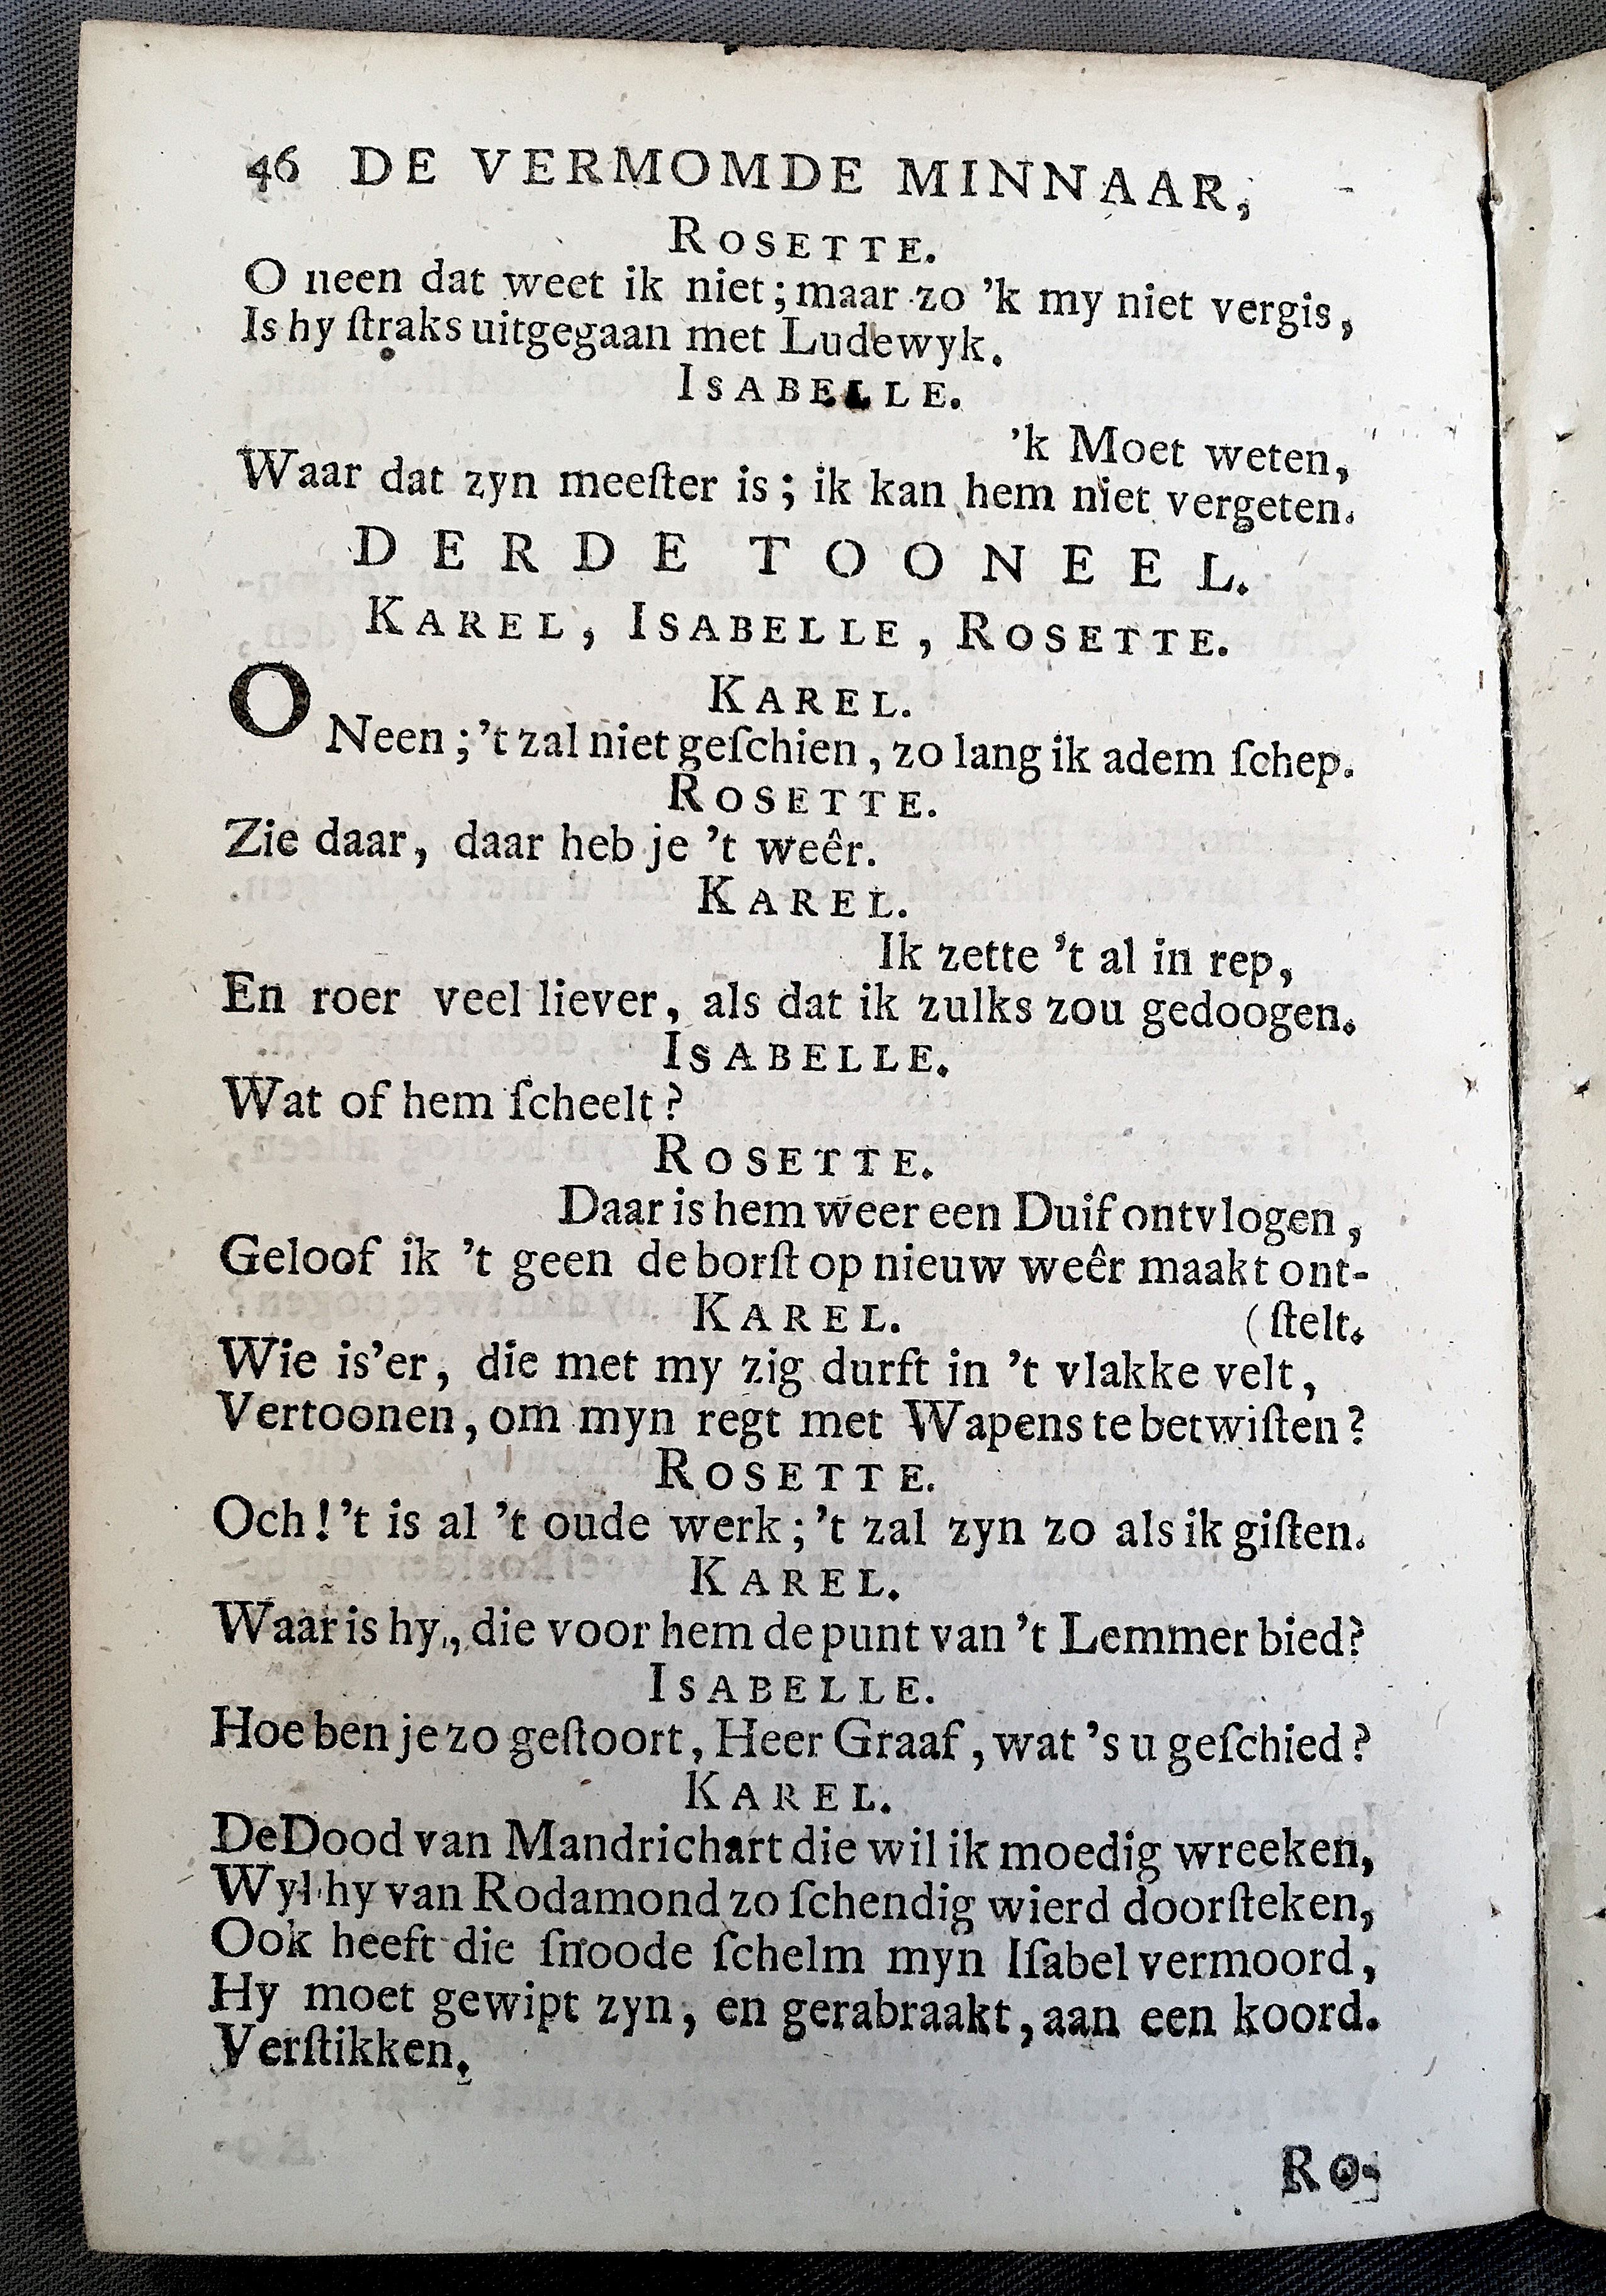 46 DE VERMOMDE MINNAAR,
ROSETTE.
O neen dat weet ik niet; maar zo 'k my niet vergis,
Is hy ſtraks uitgegaan met Ludewyk.
ISABELLE.
'k Moet weten,
Waar dat zyn meeſter is; ik kan hem niet vergeten.
DERDE TOONEEL.
KAREL, ISABELLE, ROSETTE.
KAREL.
O Neen; 't zal niet geſchien, zo lang ik adem ſchep.
ROSETTE.
Zie daar, daar heb je 't weêr.
KAREL.
Ik zette 't al in rep,
En roer veel liever, als dat ik zulks zou gedoogen.
ISABELLE.
Wat of hem ſcheelt?
ROSETTE.
Daar is hem weer een Duif ontvlogen,
Geloof ik 't geen de borſt op nieuw weêr maakt ont-
KAREL. (ſtelt.
Wie is'er, die met my zig durft in 't vlakke velt,
Vertoonen, om myn regt met Wapens te betwiſten?
ROSETTE.
Och! 't is al 't oude werk; 't zal zyn zo als ik giſten.
KAREL.
Waar is hy, die voor hem de punt van 't Lemmer bied?
ISABELLE.
Hoe ben je zo geſtoort, Heer Graaf, wat 's u geſchied?
KAREL.
De Dood van Mandrichart die wil ik moedig wreeken,
Wyl hy van Rodamond zo ſchendig wierd doorſteken,
Ook heeft die ſnoode ſchelm myn Iſabel vermoord,
Hy moet gewipt zyn, en gerabraakt, aan een koord.
Verſtikken.
RO-